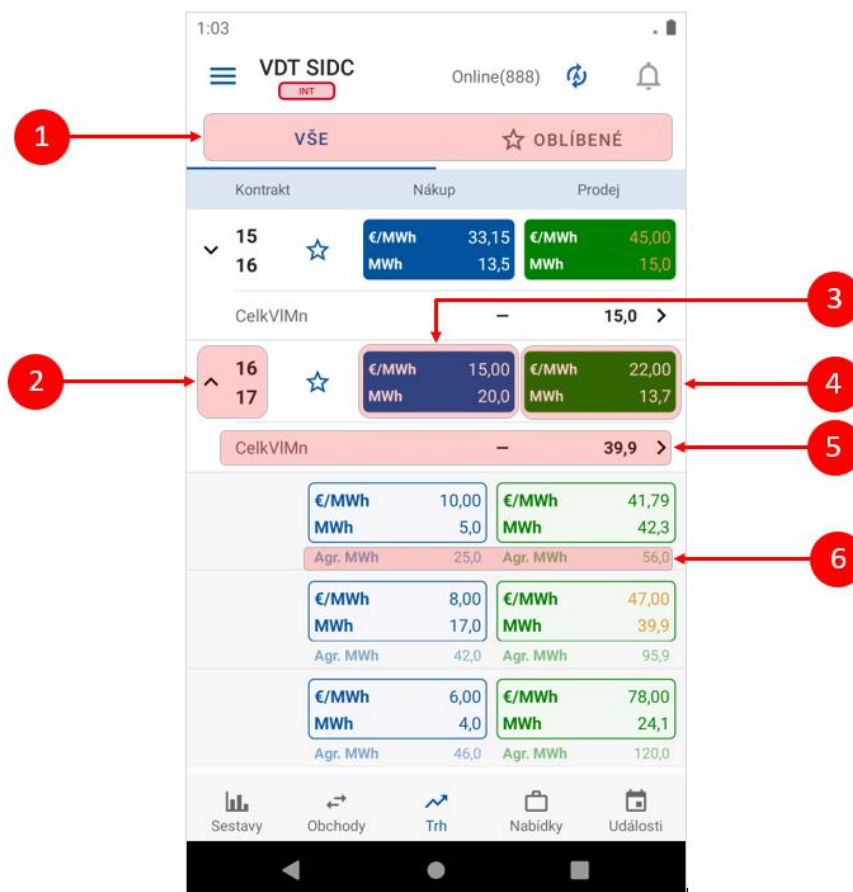 1:03
VDT SIDC
INT
Online(888)
1
VŠE
OBLÍBENÉ
Kontrakt Nákup Prodej
15 €/MWh 33,15 €/MWh 45,00
16 MWh 13,5 MWh 15,0
CelkVlMn – 15,0
3
2
16 €/MWh 15,00 €/MWh 22,00
17 MWh 20,0 MWh 13,7
4
CelkVlMn – 39,9
5
€/MWh 10,00 €/MWh 41,79
MWh 5,0 MWh 42,3
Agr. MWh 25,0 Agr. MWh 56,0
6
€/MWh 8,00 €/MWh 47,00
MWh 17,0 MWh 39,9
Agr. MWh 42,0 Agr. MWh 95,9
€/MWh 6,00 €/MWh 78,00
MWh 4,0 MWh 24,1
Agr. MWh 46,0 Agr. MWh 120,0
Sestavy Obchody Trh Nabídky Události